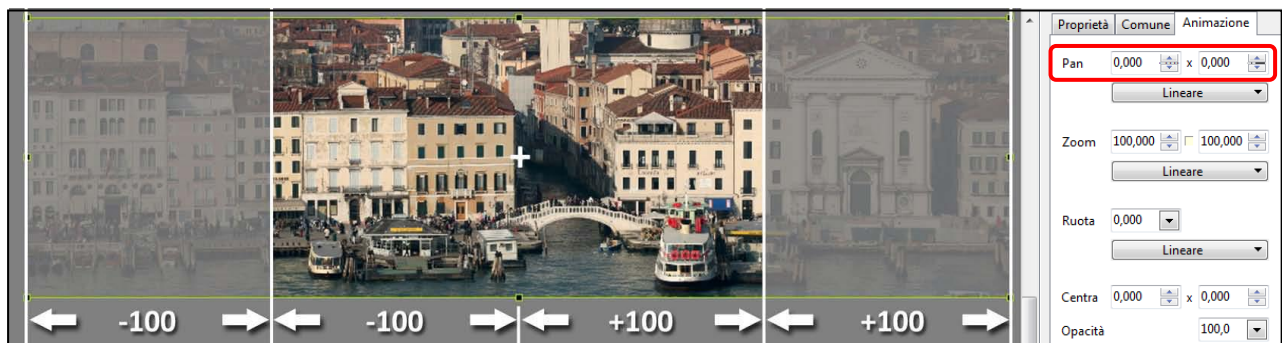 Proprietà Comune Animazione
Pan 0,000 x 0,000
Lineare
Zoom 100,000 100,000
Lineare
Ruota 0,000
Lineare
Centra 0,000 x 0,000
Opacità 100,0
-100 -100 +100 +100